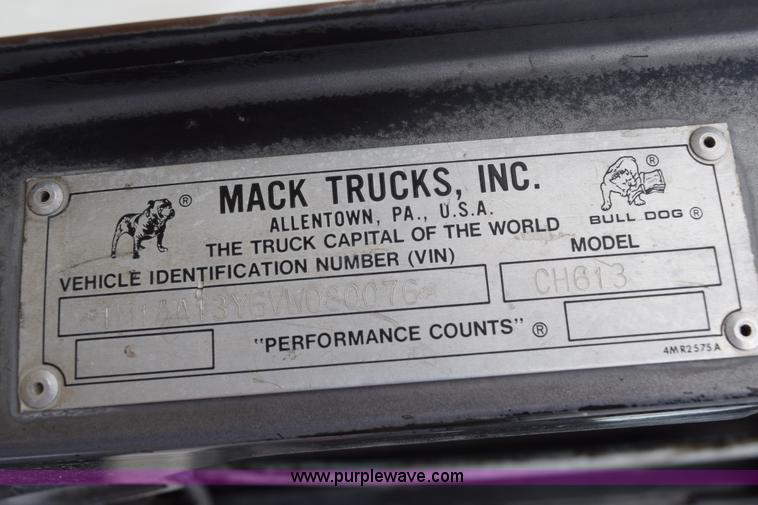 MACK TRUCKS, INC.
ALLENTOWN, PA., U.S.A.
THE TRUCK CAPITAL OF THE WORLD
BULL DOG ®
VEHICLE IDENTIFICATION NUMBER (VIN)
MODEL
CH613
"PERFORMANCE COUNTS" ®
4MR2575A
www.purplewave.com